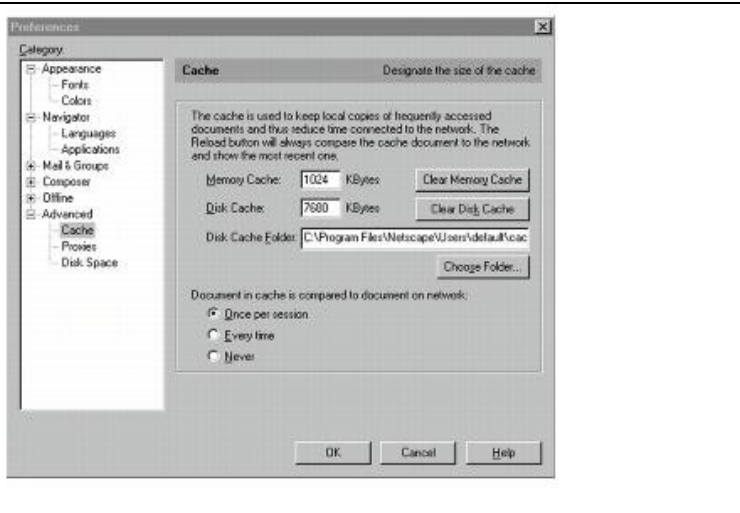 Preferences
Category:
Appearance
Fonts
Colors
Navigator
Languages
Applications
Mail & Groups
Composer
Offline
Advanced
Cache
Proxies
Disk Space
Cache
Designate the size of the cache
The cache is used to keep local copies of frequently accessed
documents and thus reduce time connected to the network. The
Reload button will always compare the cache document to the network
and show the most recent one.
Memory Cache: 1024 KBytes Clear Memory Cache
Disk Cache: 7680 KBytes Clear Disk Cache
Disk Cache Folder: C:\Program Files\Netscape\Users\default\cac
Choose Folder...
Document in cache is compared to document on network:
Once per session
Every time
Never
OK Cancel Help